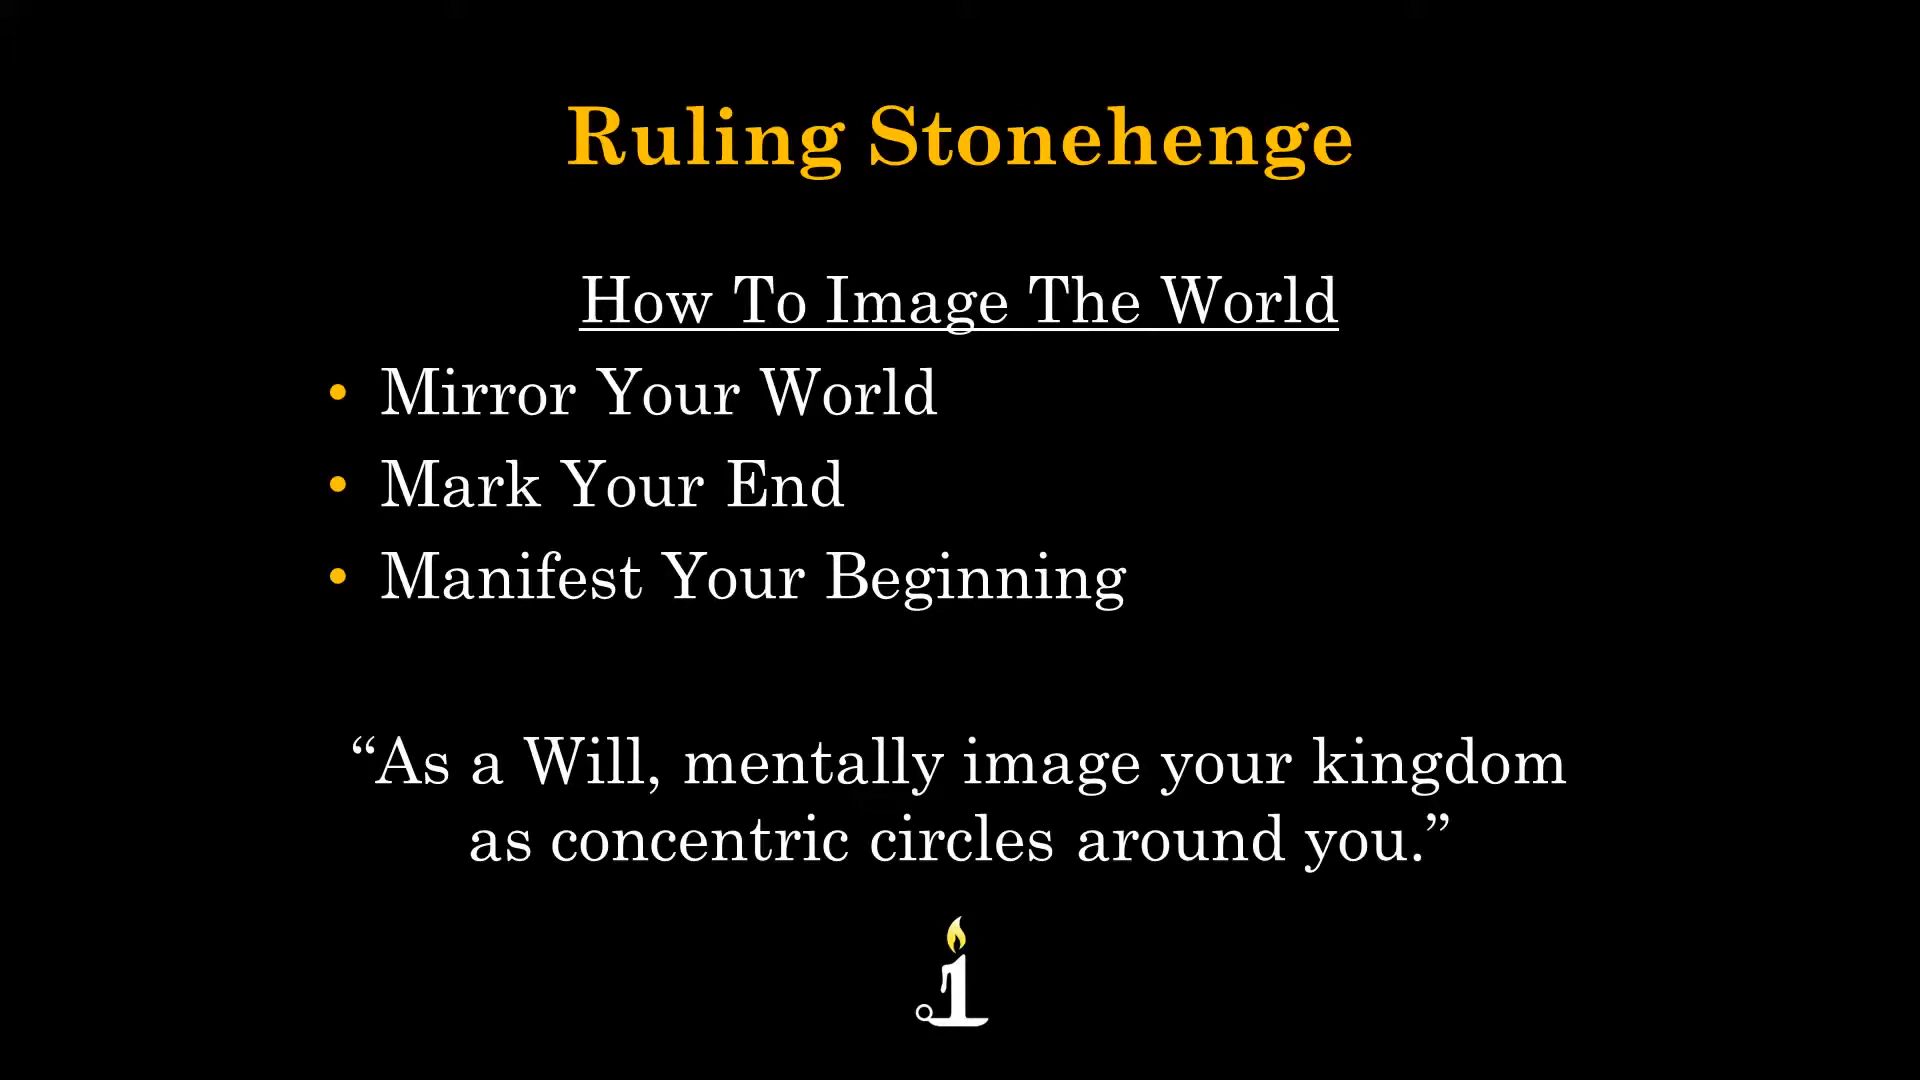 Ruling Stonehenge
How To Image The World
• Mirror Your World
• Mark Your End
• Manifest Your Beginning
“As a Will, mentally image your kingdom
as concentric circles around you.”